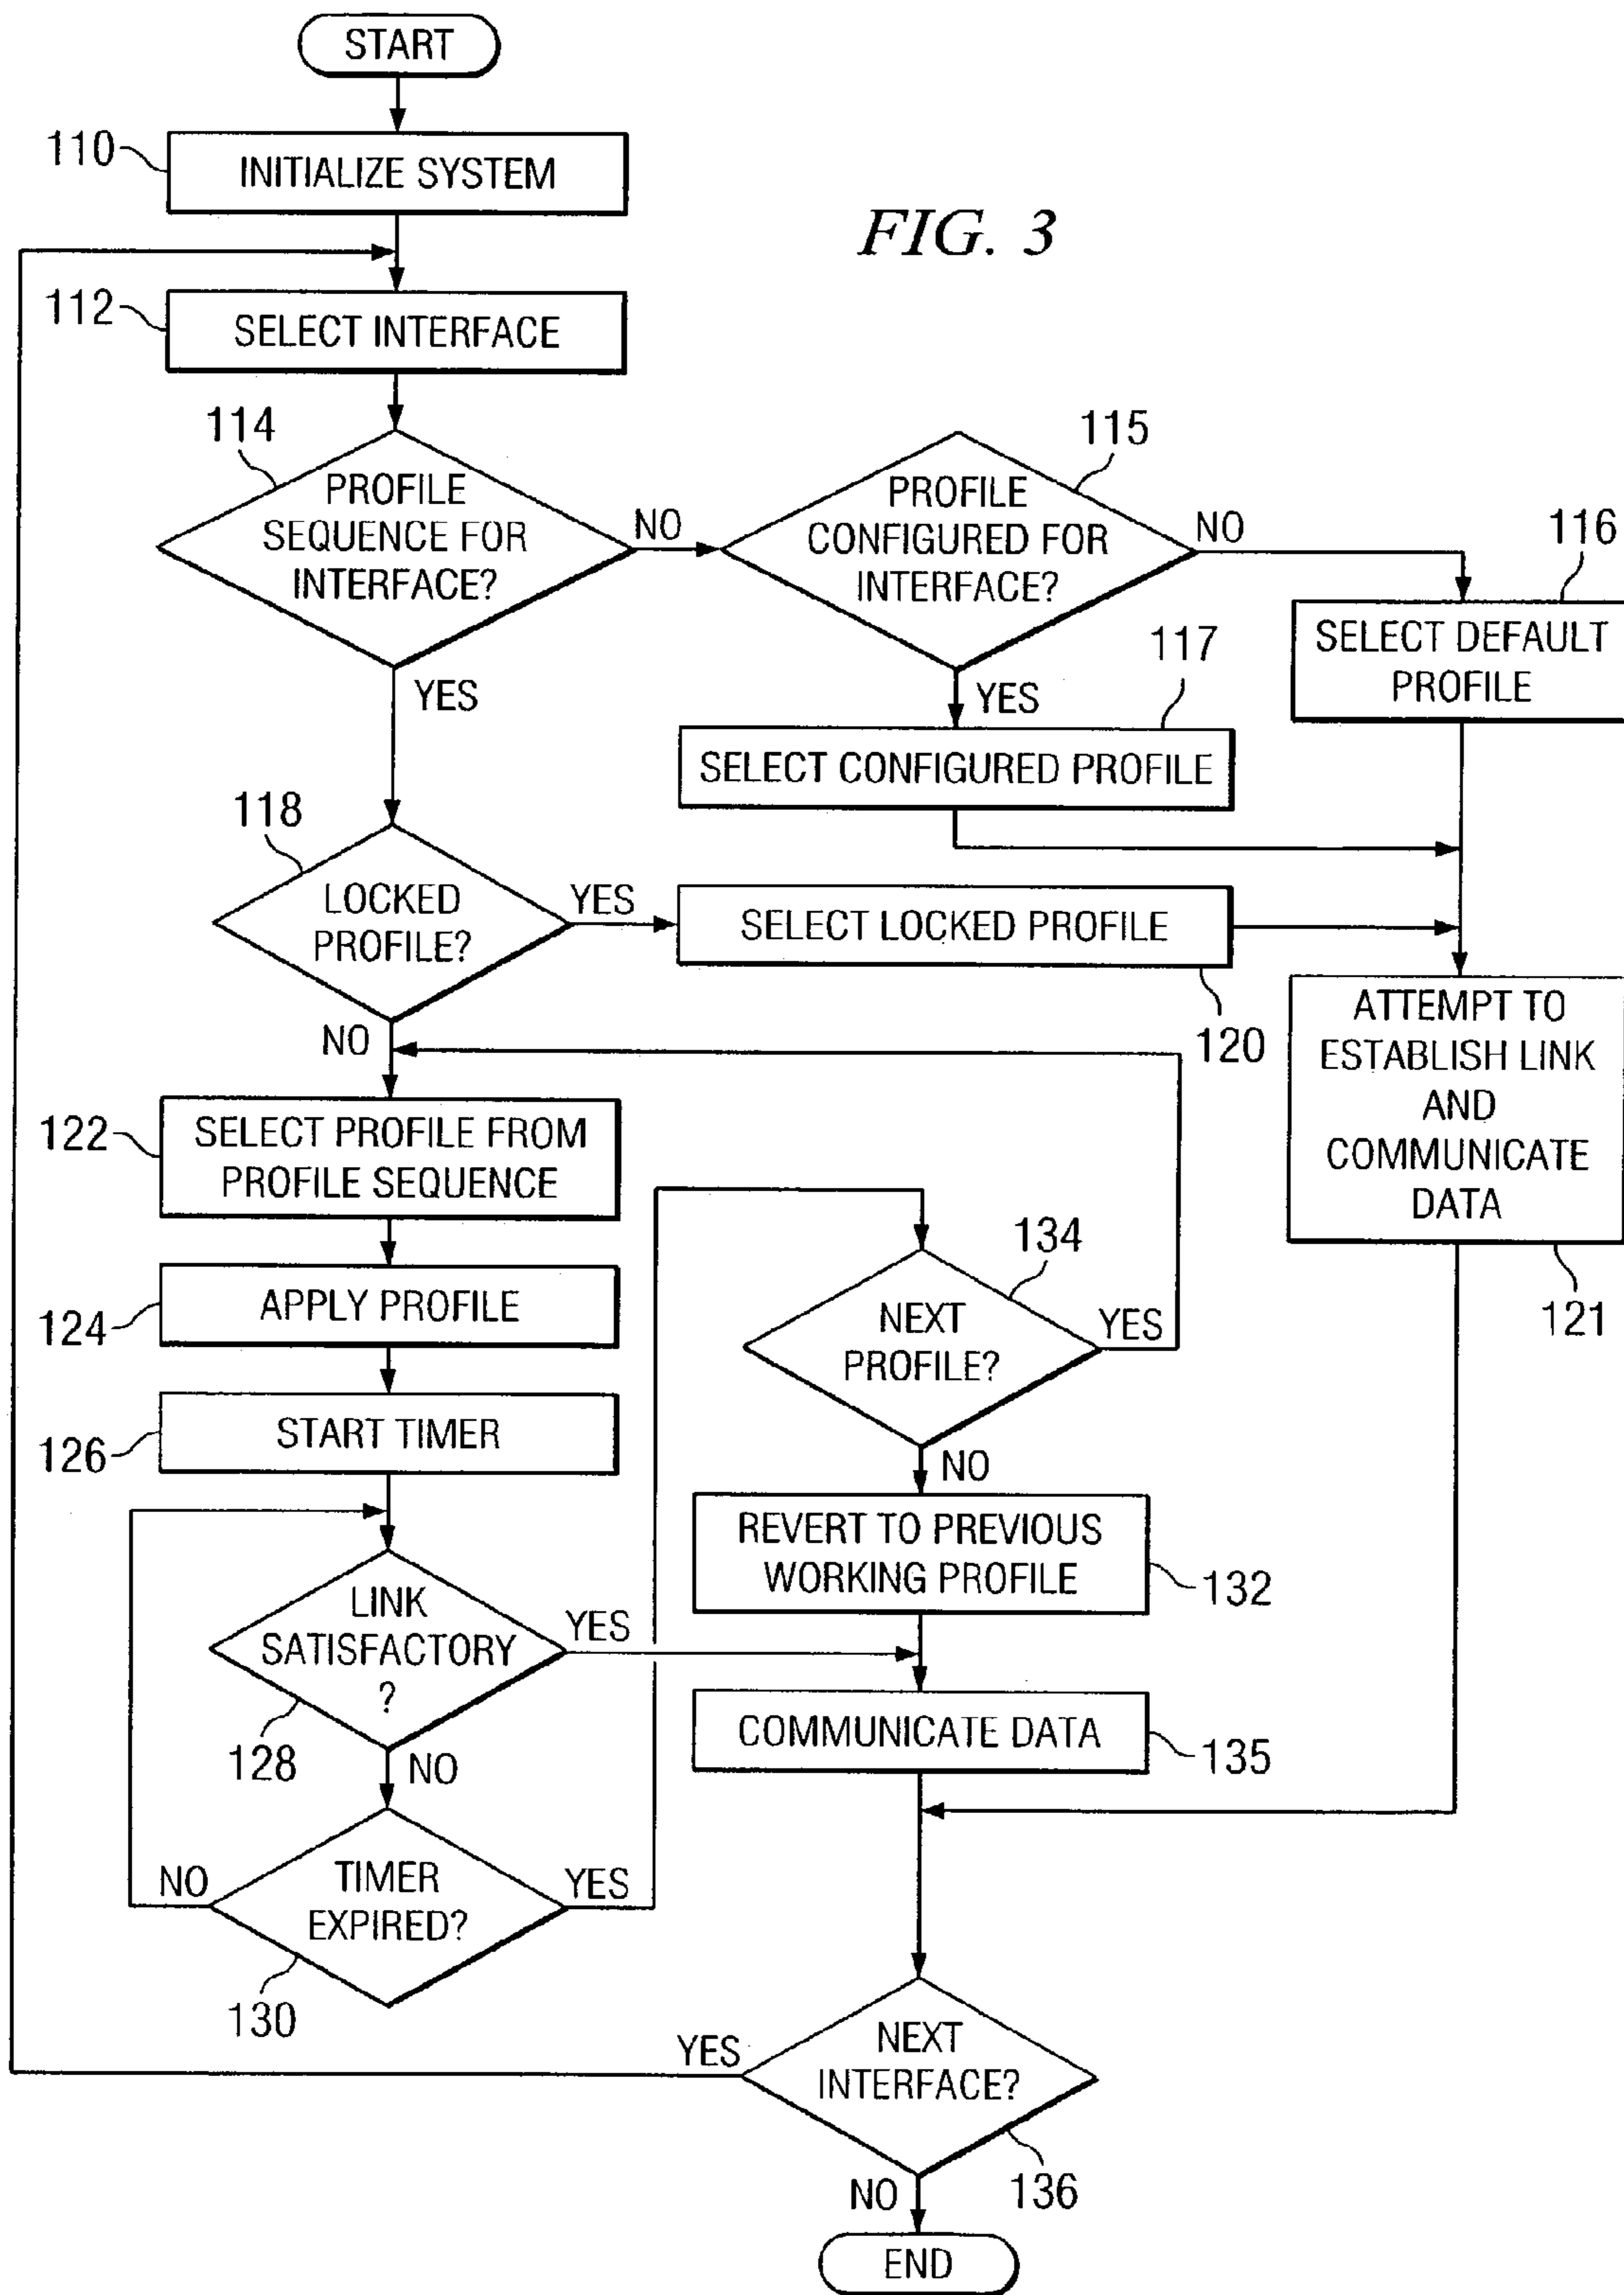 START
110
INITIALIZE SYSTEM
FIG. 3
112
SELECT INTERFACE
114
PROFILE
SEQUENCE FOR
INTERFACE?
NO
YES
115
PROFILE
CONFIGURED FOR
INTERFACE?
NO
YES
116
SELECT DEFAULT
PROFILE
117
SELECT CONFIGURED PROFILE
118
LOCKED
PROFILE?
YES
NO
SELECT LOCKED PROFILE
120
ATTEMPT TO
ESTABLISH LINK
AND
COMMUNICATE
DATA
121
122
SELECT PROFILE FROM
PROFILE SEQUENCE
124
APPLY PROFILE
126
START TIMER
134
NEXT
PROFILE?
YES
NO
REVERT TO PREVIOUS
WORKING PROFILE
132
LINK
SATISFACTORY
?
YES
128
NO
COMMUNICATE DATA
135
NO
TIMER
EXPIRED?
YES
130
YES
NEXT
INTERFACE?
136
NO
END